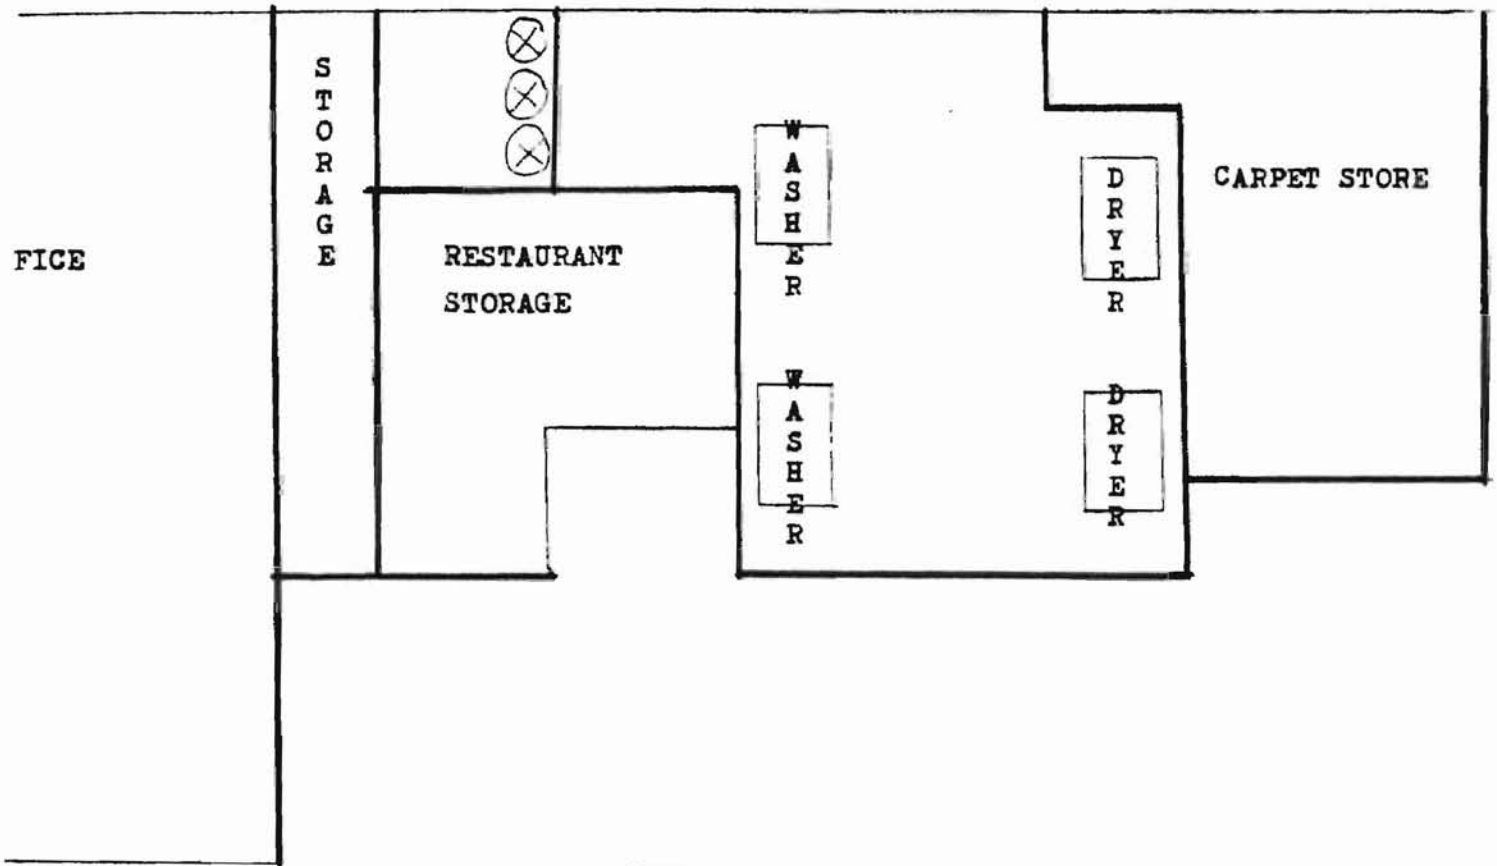 FICE
STORAGE
RESTAURANT
STORAGE
WASHER
WASHER
DRYER
DRYER
CARPET STORE